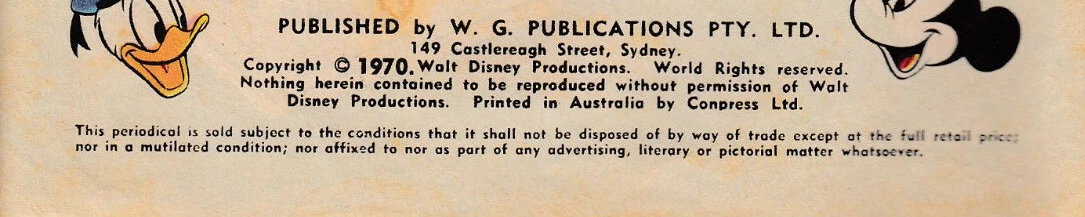 PUBLISHED by W. G. PUBLICATIONS PTY. LTD.
149 Castlereagh Street, Sydney.
Copyright © 1970. Walt Disney Productions. World Rights reserved.
Nothing herein contained to be reproduced without permission of Walt
Disney Productions. Printed in Australia by Conpress Ltd.
This periodical is sold subject to the conditions that it shall not be disposed of by way of trade except at the full retail price;
nor in a mutilated condition; nor affixed to nor as part of any advertising, literary or pictorial matter whatsoever.